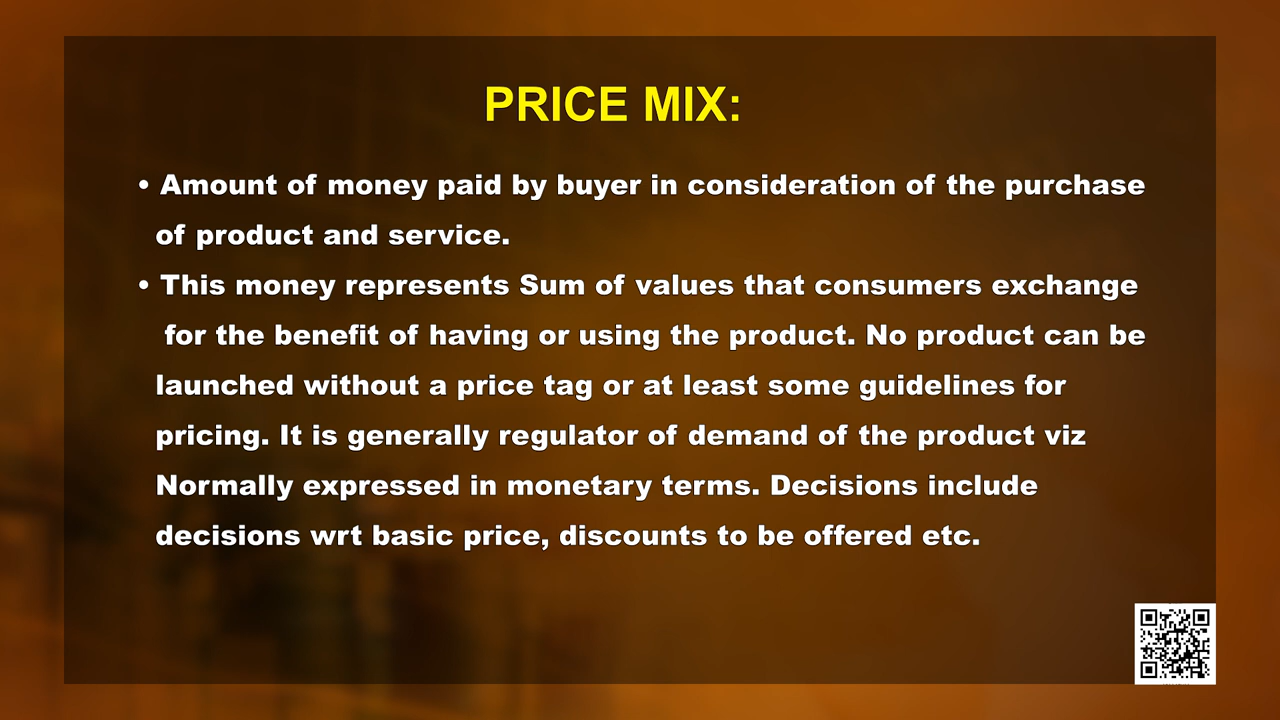 PRICE MIX:
• Amount of money paid by buyer in consideration of the purchase
of product and service.
• This money represents Sum of values that consumers exchange
for the benefit of having or using the product. No product can be
launched without a price tag or at least some guidelines for
pricing. It is generally regulator of demand of the product viz
Normally expressed in monetary terms. Decisions include
decisions wrt basic price, discounts to be offered etc.